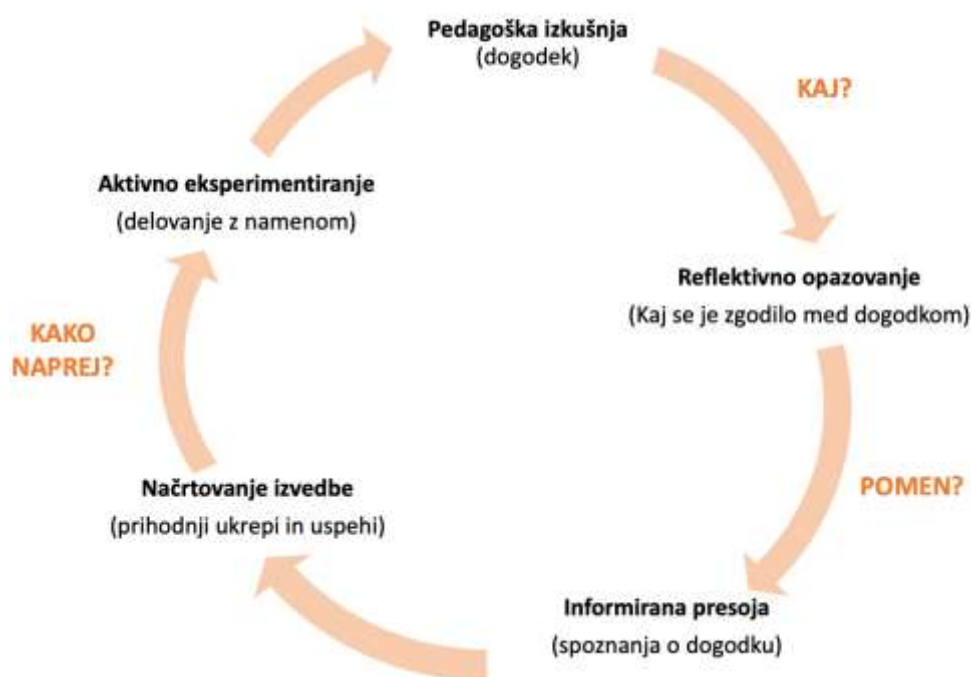 Pedagoška izkušnja
(dogodek)
KAJ?
Reflektivno opazovanje
(Kaj se je zgodilo med dogodkom)
POMEN?
Informirana presoja
(spoznanja o dogodku)
Načrtovanje izvedbe
(prihodnji ukrepi in uspehi)
KAKO
NAPREJ?
Aktivno eksperimentiranje
(delovanje z namenom)